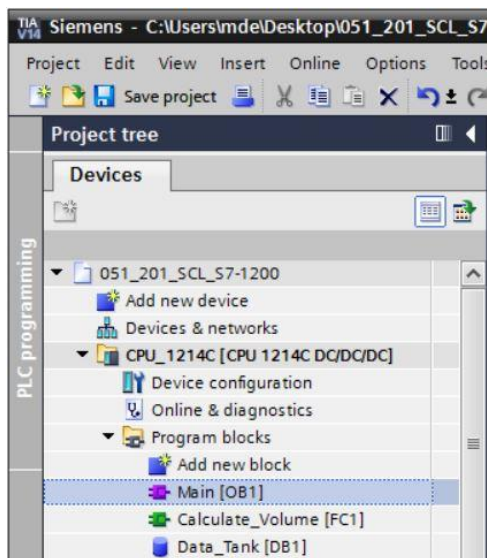 TIA V14 Siemens - C:\Users\mde\Desktop\051_201_SCL_S7
Project Edit View Insert Online Options Tools
Save project
Project tree
Devices
PLC programming
051_201_SCL_S7-1200
Add new device
Devices & networks
CPU_1214C [CPU 1214C DC/DC/DC]
Device configuration
Online & diagnostics
Program blocks
Add new block
Main [OB1]
Calculate_Volume [FC1]
Data_Tank [DB1]